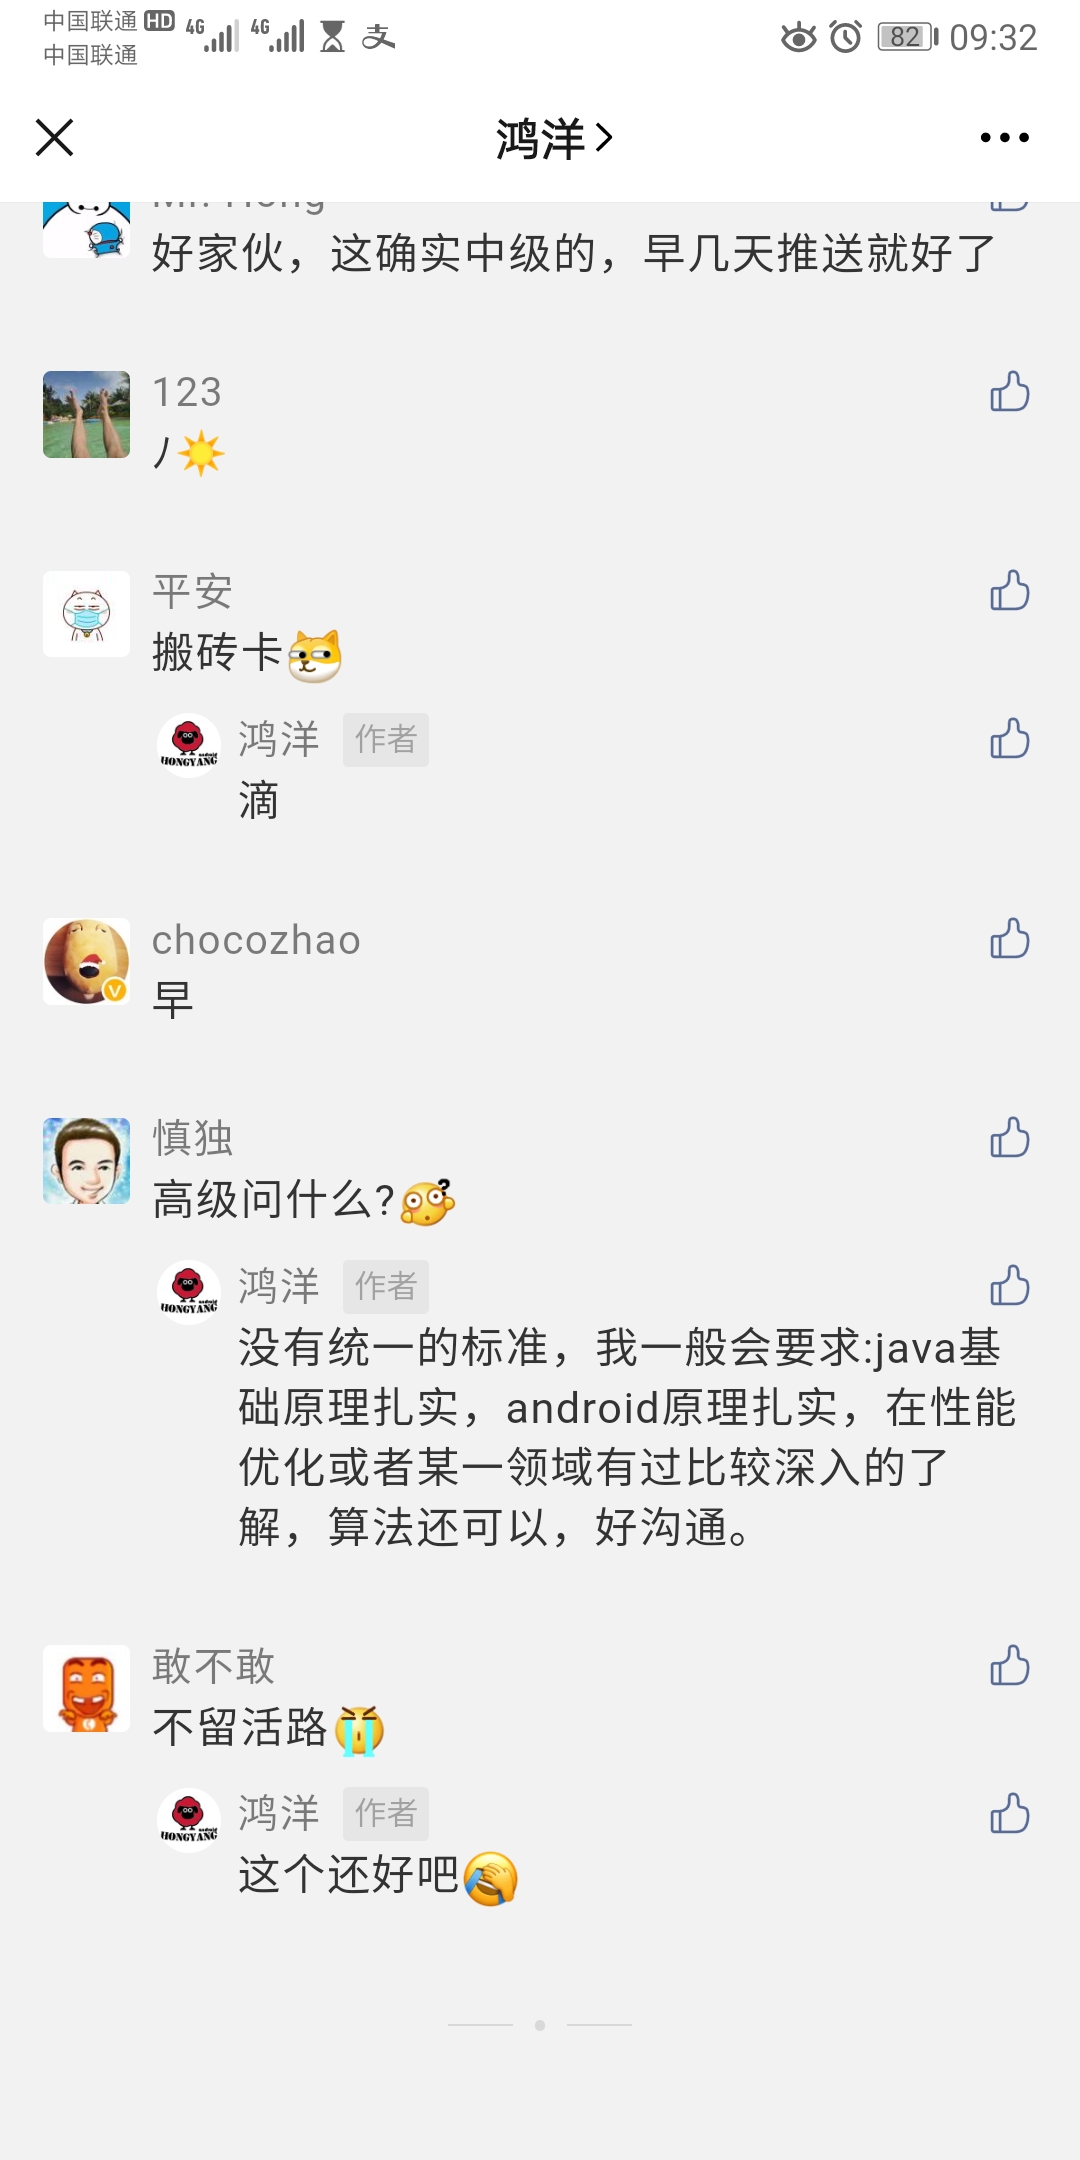 中国联通 HD 4G 4G 82 09:32
中国联通
鸿洋
Mr. Hong
好家伙，这确实中级的，早几天推送就好了
123
丿☀️
平安
搬砖卡
鸿洋 作者
HONGYANG
滴
chocozhao
V
早
慎独
高级问什么?
鸿洋 作者
HONGYANG
没有统一的标准，我一般会要求:java基
础原理扎实，android原理扎实，在性能
优化或者某一领域有过比较深入的了
解，算法还可以，好沟通。
敢不敢
不留活路
鸿洋 作者
HONGYANG
这个还好吧